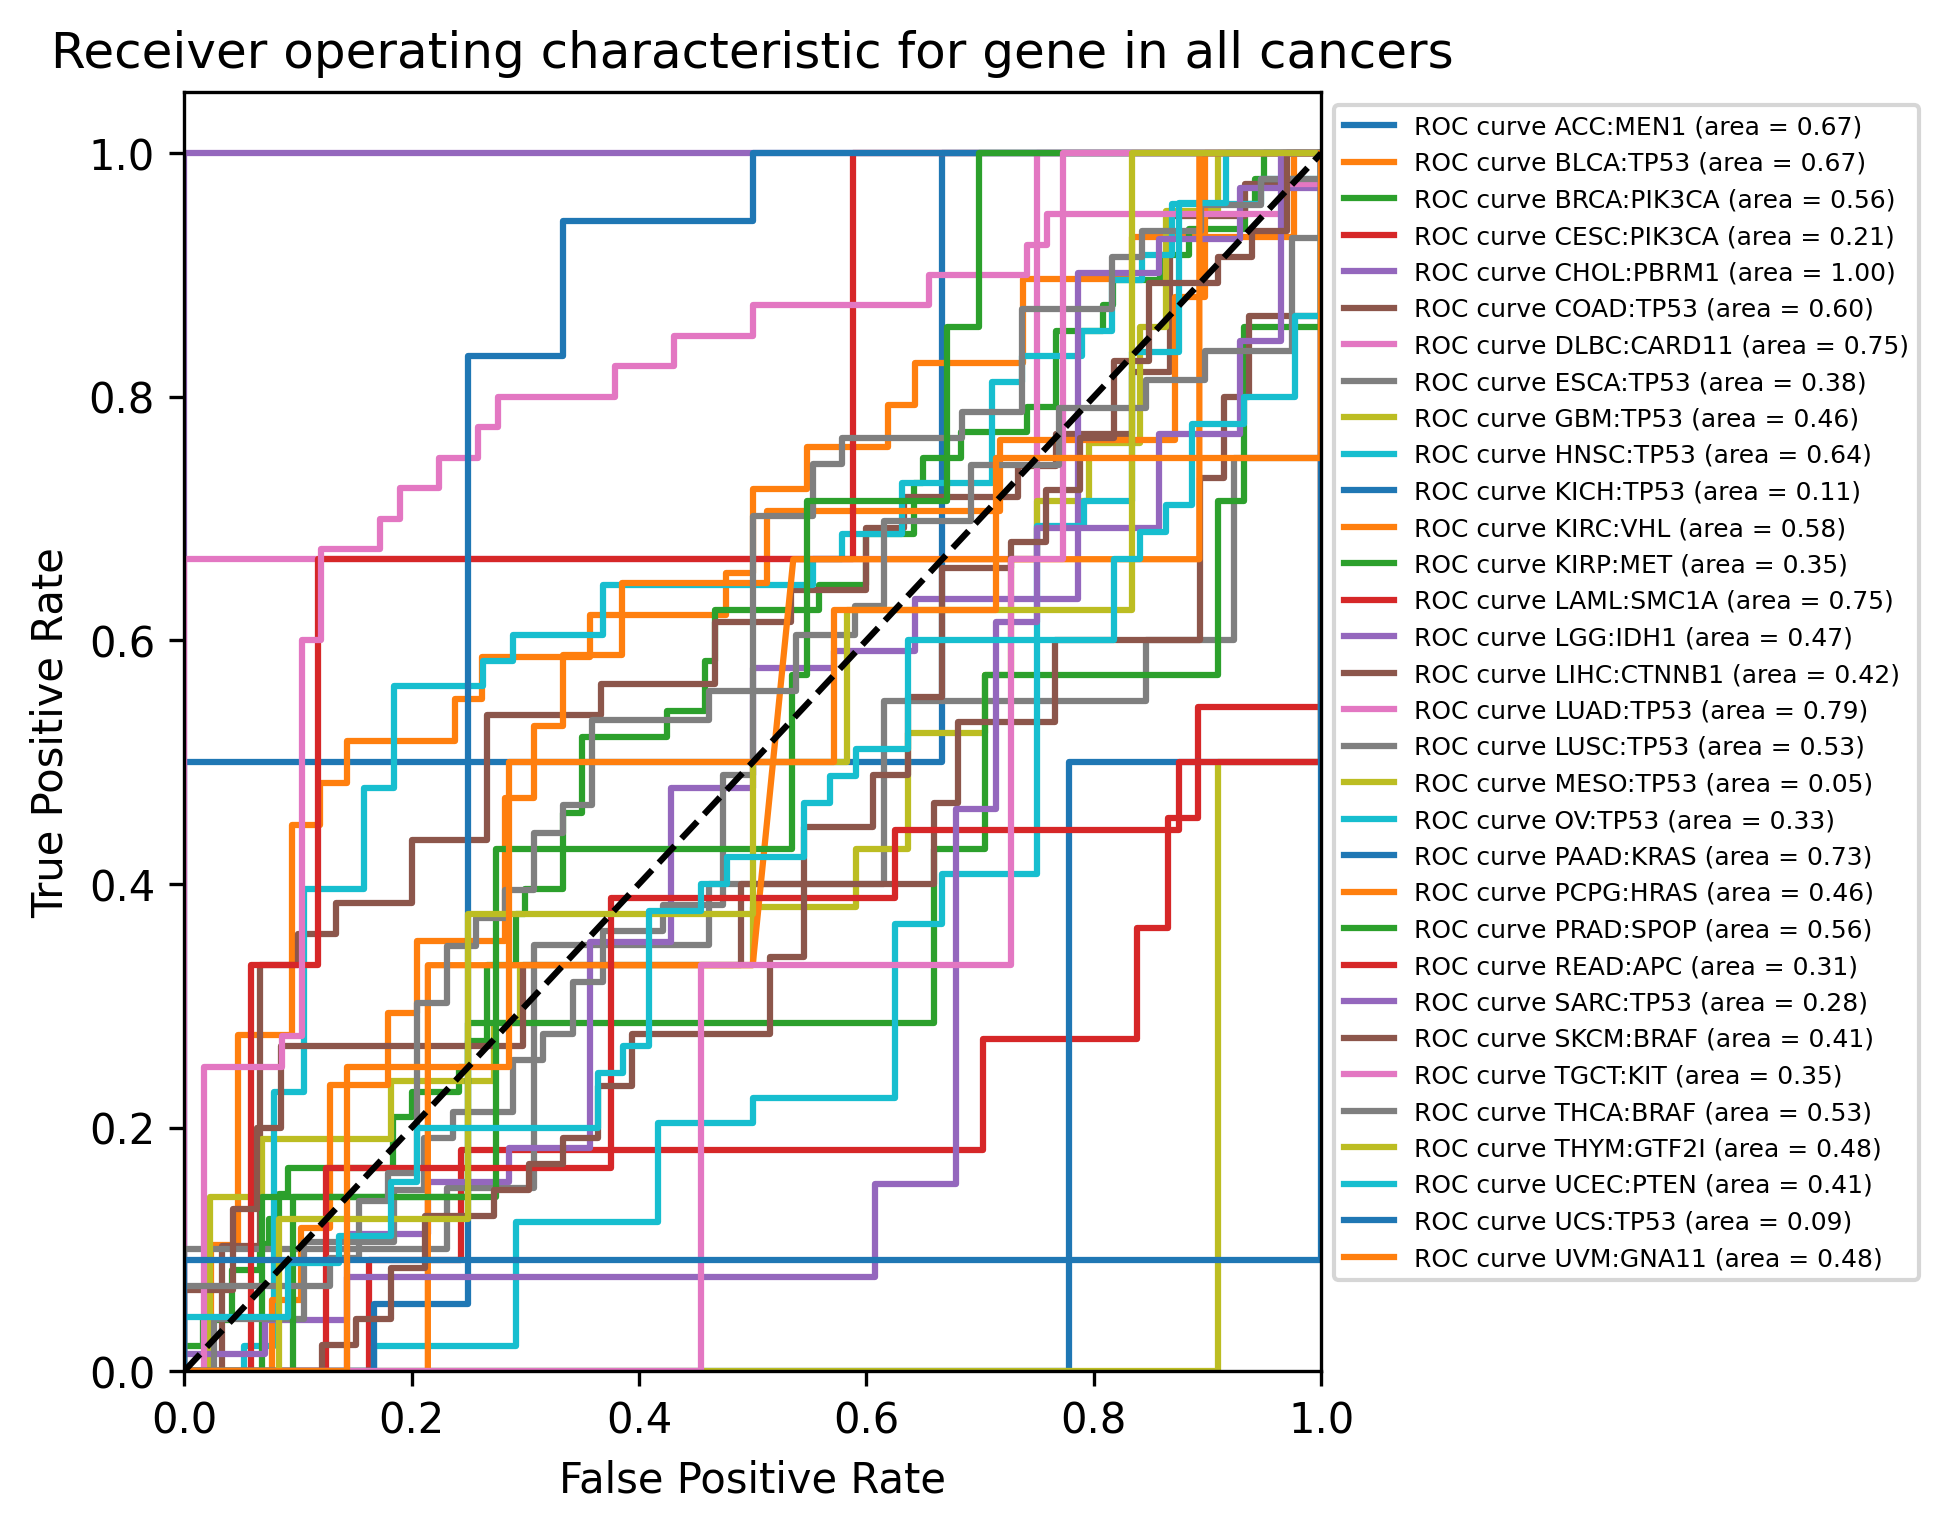 Receiver operating characteristic for gene in all cancers
True Positive Rate
1.0
0.8
0.6
0.4
0.2
0.0
0.0 0.2 0.4 0.6 0.8 1.0
False Positive Rate
ROC curve ACC:MEN1 (area = 0.67)
ROC curve BLCA:TP53 (area = 0.67)
ROC curve BRCA:PIK3CA (area = 0.56)
ROC curve CESC:PIK3CA (area = 0.21)
ROC curve CHOL:PBRM1 (area = 1.00)
ROC curve COAD:TP53 (area = 0.60)
ROC curve DLBC:CARD11 (area = 0.75)
ROC curve ESCA:TP53 (area = 0.38)
ROC curve GBM:TP53 (area = 0.46)
ROC curve HNSC:TP53 (area = 0.64)
ROC curve KICH:TP53 (area = 0.11)
ROC curve KIRC:VHL (area = 0.58)
ROC curve KIRP:MET (area = 0.35)
ROC curve LAML:SMC1A (area = 0.75)
ROC curve LGG:IDH1 (area = 0.47)
ROC curve LIHC:CTNNB1 (area = 0.42)
ROC curve LUAD:TP53 (area = 0.79)
ROC curve LUSC:TP53 (area = 0.53)
ROC curve MESO:TP53 (area = 0.05)
ROC curve OV:TP53 (area = 0.33)
ROC curve PAAD:KRAS (area = 0.73)
ROC curve PCPG:HRAS (area = 0.46)
ROC curve PRAD:SPOP (area = 0.56)
ROC curve READ:APC (area = 0.31)
ROC curve SARC:TP53 (area = 0.28)
ROC curve SKCM:BRAF (area = 0.41)
ROC curve TGCT:KIT (area = 0.35)
ROC curve THCA:BRAF (area = 0.53)
ROC curve THYM:GTF2I (area = 0.48)
ROC curve UCEC:PTEN (area = 0.41)
ROC curve UCS:TP53 (area = 0.09)
ROC curve UVM:GNA11 (area = 0.48)